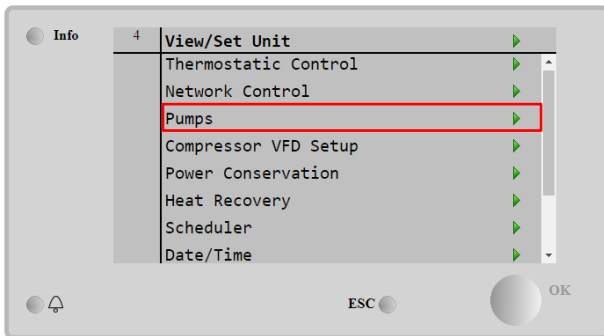 Info
4 View/Set Unit
Thermostatic Control
Network Control
Pumps
Compressor VFD Setup
Power Conservation
Heat Recovery
Scheduler
Date/Time
ESC OK